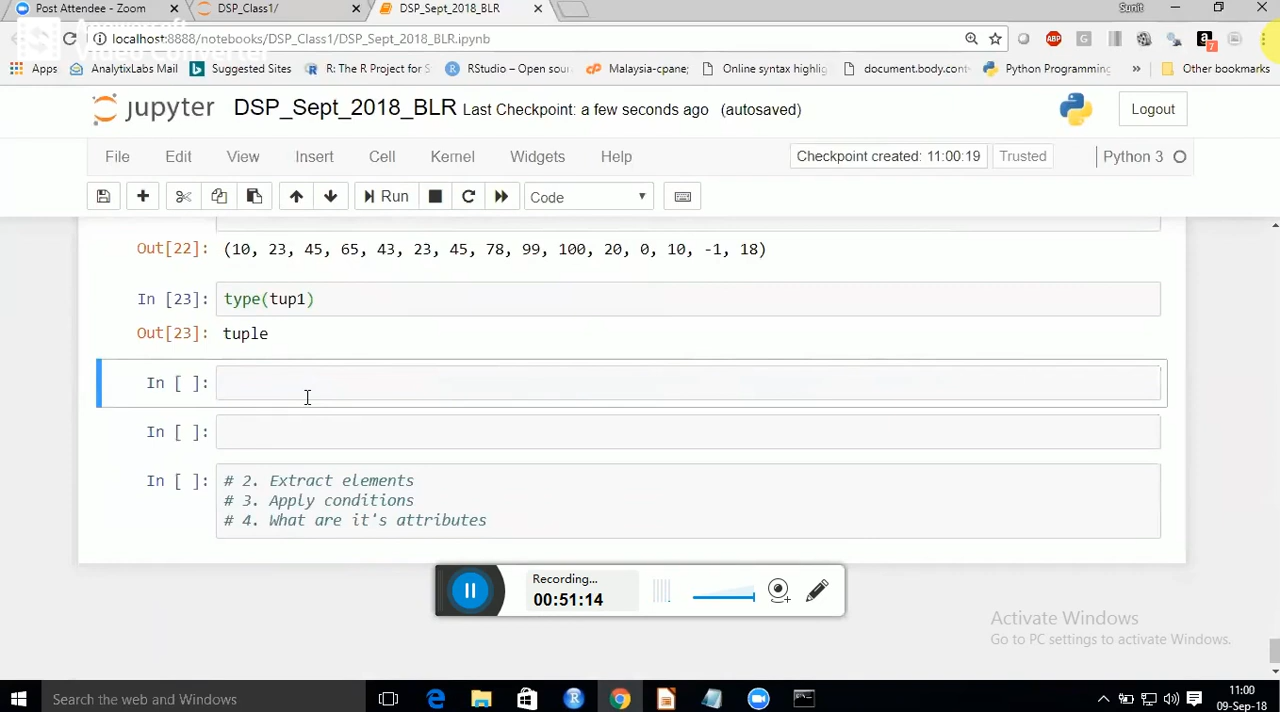 Post Attendee - Zoom
DSP_Class1/
DSP_Sept_2018_BLR
Sunit
localhost:8888/notebooks/DSP_Class1/DSP_Sept_2018_BLR.ipynb
ABP
7
Apps
AnalytixLabs Mail
Suggested Sites
R: The R Project for S
RStudio – Open sou
Malaysia-cpane;
Online syntax highlig
document.body.cont
Python Programming
»
Other bookmarks
jupyter
DSP_Sept_2018_BLR Last Checkpoint: a few seconds ago (autosaved)
Logout
File Edit View Insert Cell Kernel Widgets Help
Checkpoint created: 11:00:19
Trusted
Python 3
Run
Code
Out[22]: (10, 23, 45, 65, 43, 23, 45, 78, 99, 100, 20, 0, 10, -1, 18)
In [23]: type(tup1)
Out[23]: tuple
In [ ]:
In [ ]:
In [ ]: # 2. Extract elements
# 3. Apply conditions
# 4. What are it's attributes
Recording...
00:51:14
Activate Windows
Go to PC settings to activate Windows.
Search the web and Windows
11:00
09-Sep-18